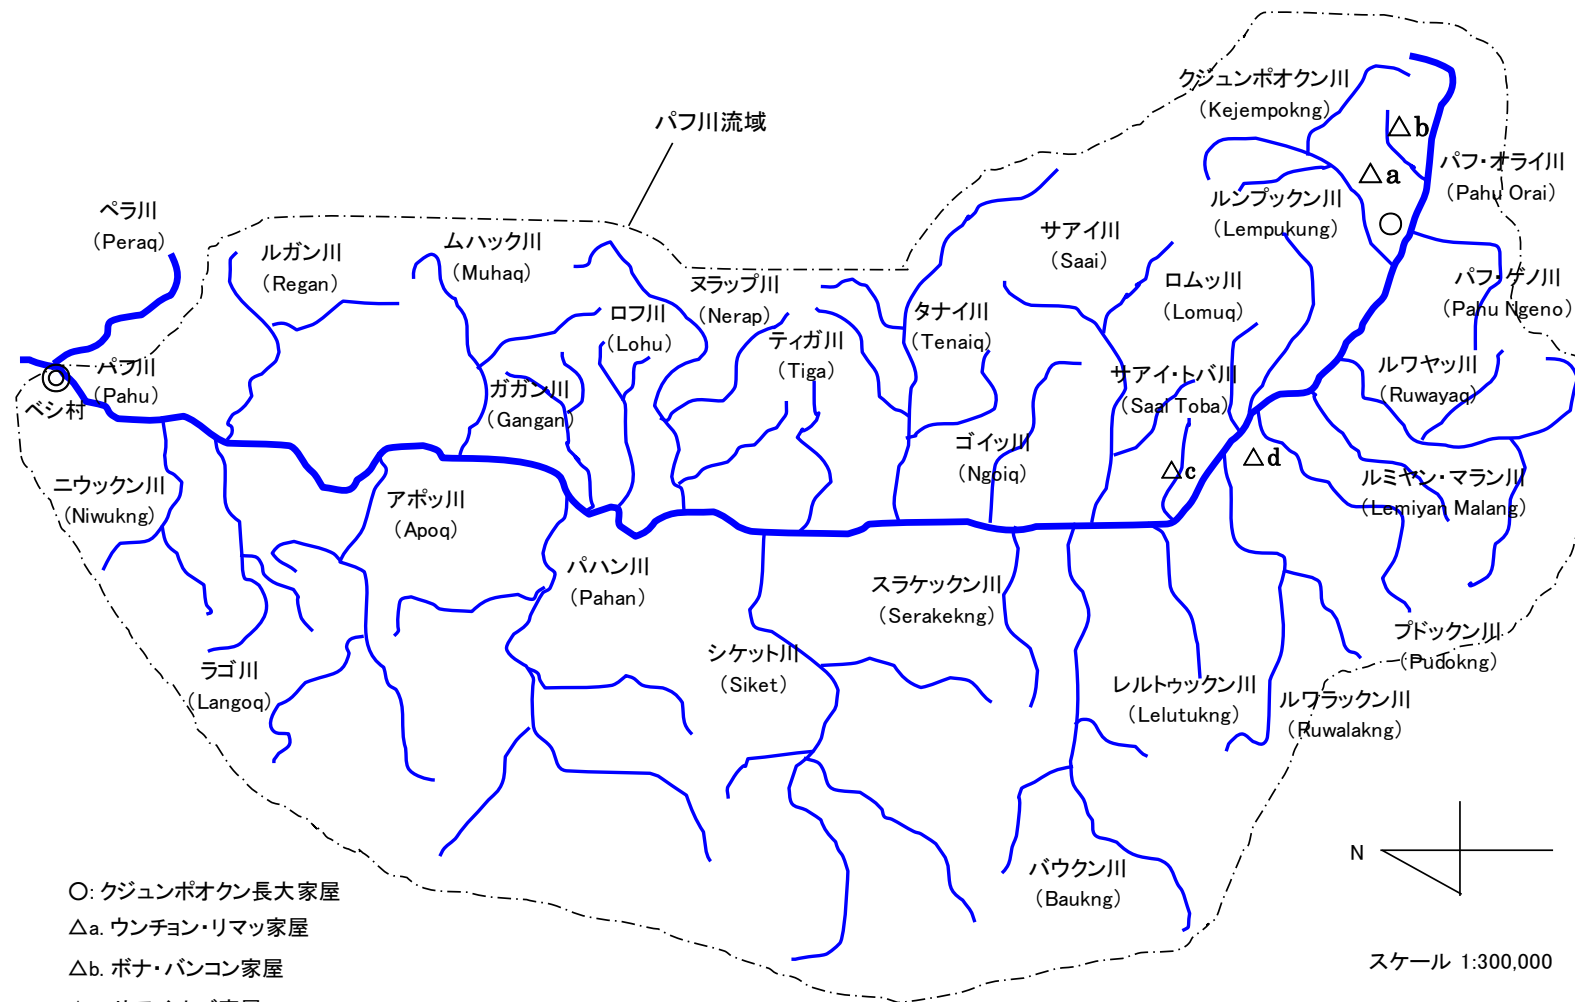 クジュンポオクン川
(Kejempokng)
パフ川流域
△b
パフ・オライ川
(Pahu Orai)
△a
ルンプックン川
(Lempukung)
ペラ川
(Peraq)
ルガン川
(Regan)
ムハック川
(Muhaq)
サアイ川
(Saai)
パフ・ゲノ川
(Pahu Ngeno)
ヌラップ川
(Nerap)
ロムッ川
(Lomuq)
ロフ川
(Lohu)
タナイ川
(Tenaiq)
ティガ川
(Tiga)
パフ川
(Pahu)
ベシ村
ガガン川
(Gangan)
サアイ・トバ川
(Saai Toba)
ルワヤッ川
(Ruwayaq)
ゴイッ川
(Ngoiq)
△c
△d
ニウックン川
(Niwukng)
アポッ川
(Apoq)
ルミヤン・マラン川
(Lemiyan Malang)
パハン川
(Pahan)
スラケックン川
(Serakekng)
プドックン川
(Pudokng)
ラゴ川
(Langoq)
シケット川
(Siket)
レルトゥックン川
(Lelutukng)
ルワラックン川
(Ruwalakng)
バウクン川
(Baukng)
N
○: クジュンポオクン長大家屋
△a. ウンチョン・リマッ家屋
△b. ボナ・バンコン家屋
スケール 1:300,000